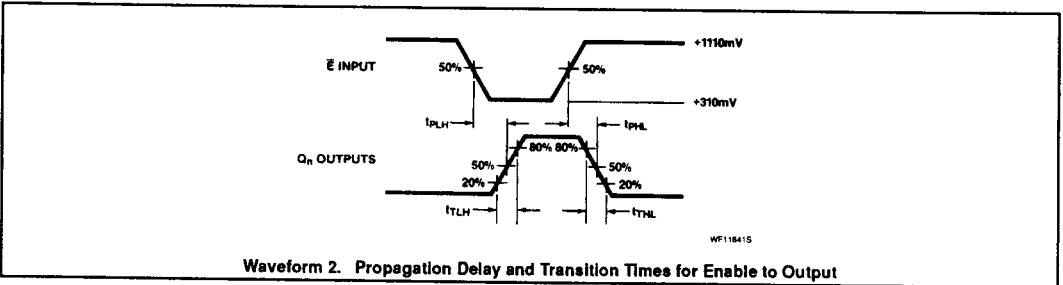 +1110mV
Ē INPUT
50% 50%
+310mV
tPLH tPHL
80% 80%
Qn OUTPUTS
50% 50%
20% 20%
tTLH tTHL
WF11841S
Waveform 2. Propagation Delay and Transition Times for Enable to Output